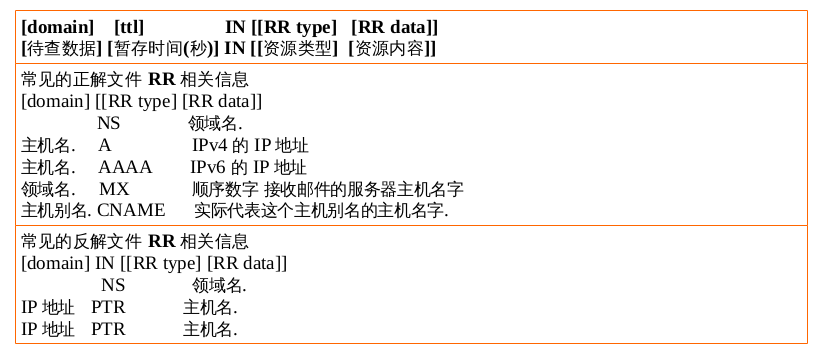 [domain] [ttl] IN [[RR type] [RR data]]
[待查数据] [暂存时间(秒)] IN [[资源类型] [资源内容]]
常见的正解文件 RR 相关信息
[domain] [[RR type] [RR data]]
NS 领域名.
主机名. A IPv4 的 IP 地址
主机名. AAAA IPv6 的 IP 地址
领域名. MX 顺序数字 接收邮件的服务器主机名字
主机别名. CNAME 实际代表这个主机别名的主机名字.
常见的反解文件 RR 相关信息
[domain] IN [[RR type] [RR data]]
NS 领域名.
IP 地址 PTR 主机名.
IP 地址 PTR 主机名.